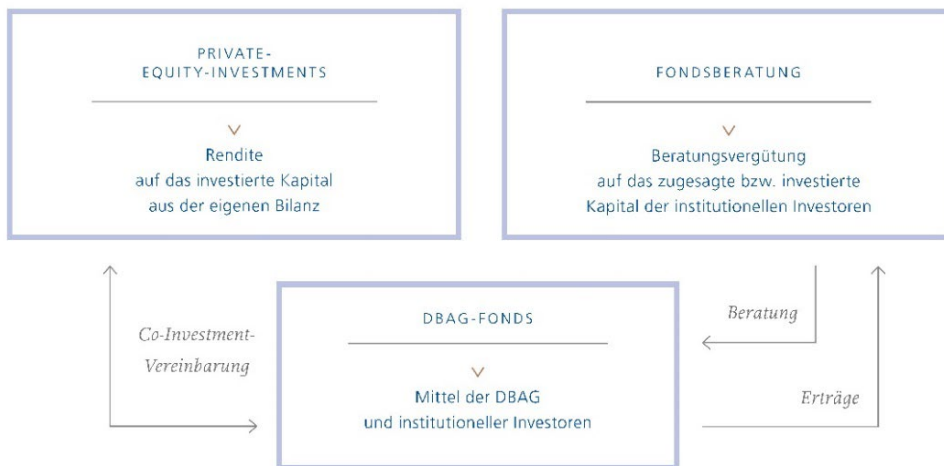 PRIVATE-
EQUITY-INVESTMENTS
Rendite
auf das investierte Kapital
aus der eigenen Bilanz
FONDSBERATUNG
Beratungsvergütung
auf das zugesagte bzw. investierte
Kapital der institutionellen Investoren
Co-Investment-
Vereinbarung
DBAG-FONDS
Mittel der DBAG
und institutioneller Investoren
Beratung
Erträge